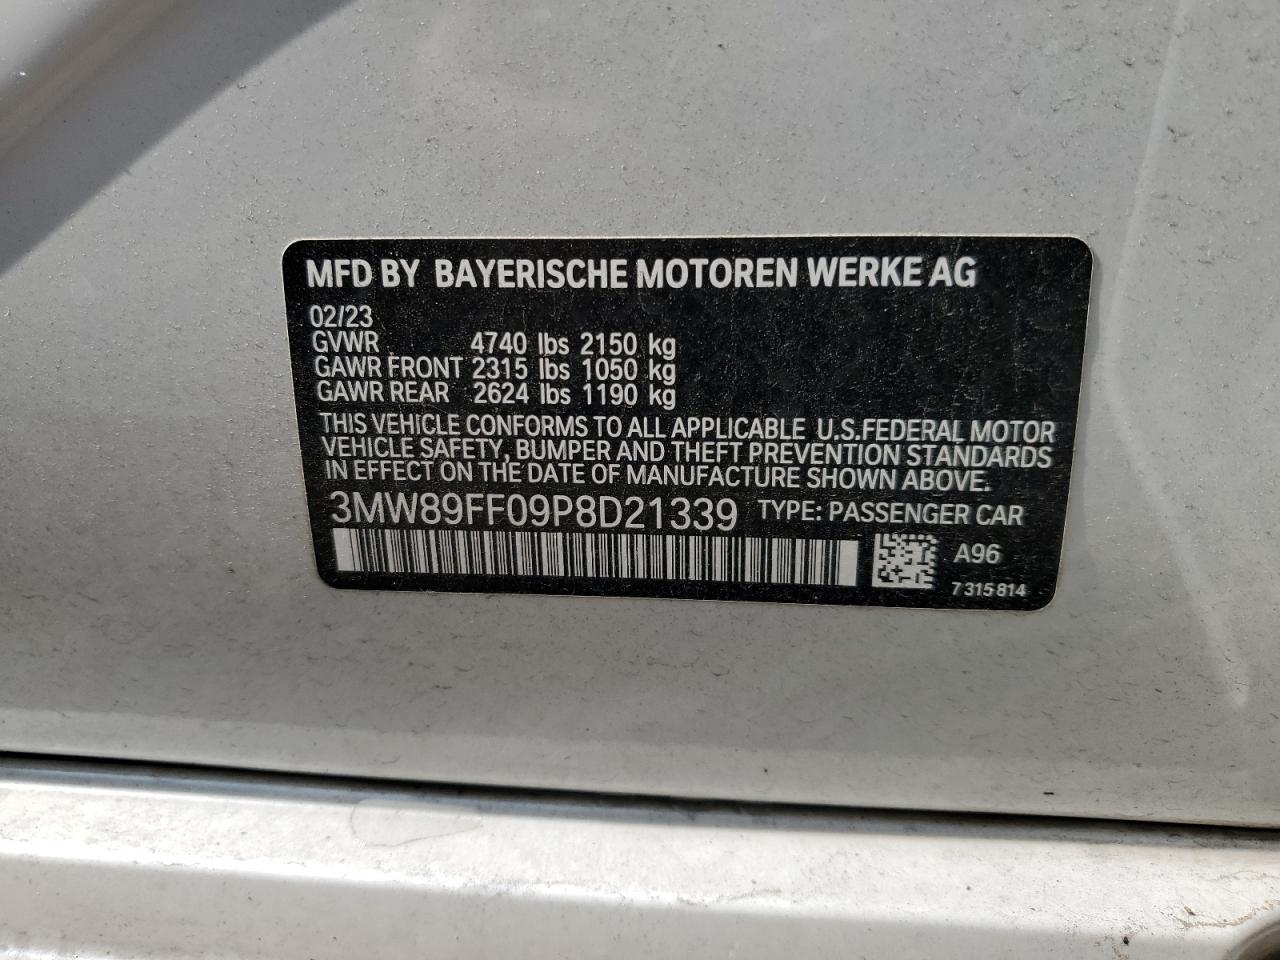 MFD BY BAYERISCHE MOTOREN WERKE AG
02/23
GVWR 4740 lbs 2150 kg
GAWR FRONT 2315 lbs 1050 kg
GAWR REAR 2624 lbs 1190 kg
THIS VEHICLE CONFORMS TO ALL APPLICABLE U.S.FEDERAL MOTOR
VEHICLE SAFETY, BUMPER AND THEFT PREVENTION STANDARDS
IN EFFECT ON THE DATE OF MANUFACTURE SHOWN ABOVE.
3MW89FF09P8D21339 TYPE: PASSENGER CAR
A96
7 315 814